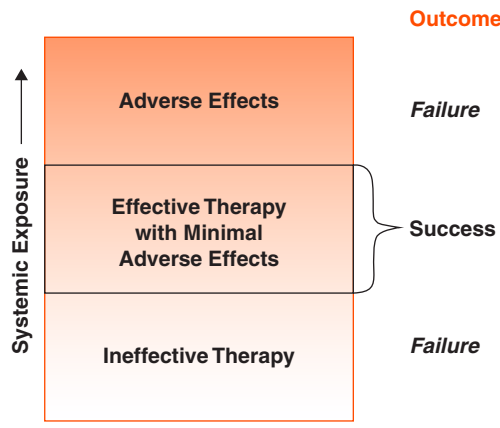 Outcome
Adverse Effects
Failure
Effective Therapy
with Minimal
Adverse Effects
Success
Ineffective Therapy
Failure
Systemic Exposure